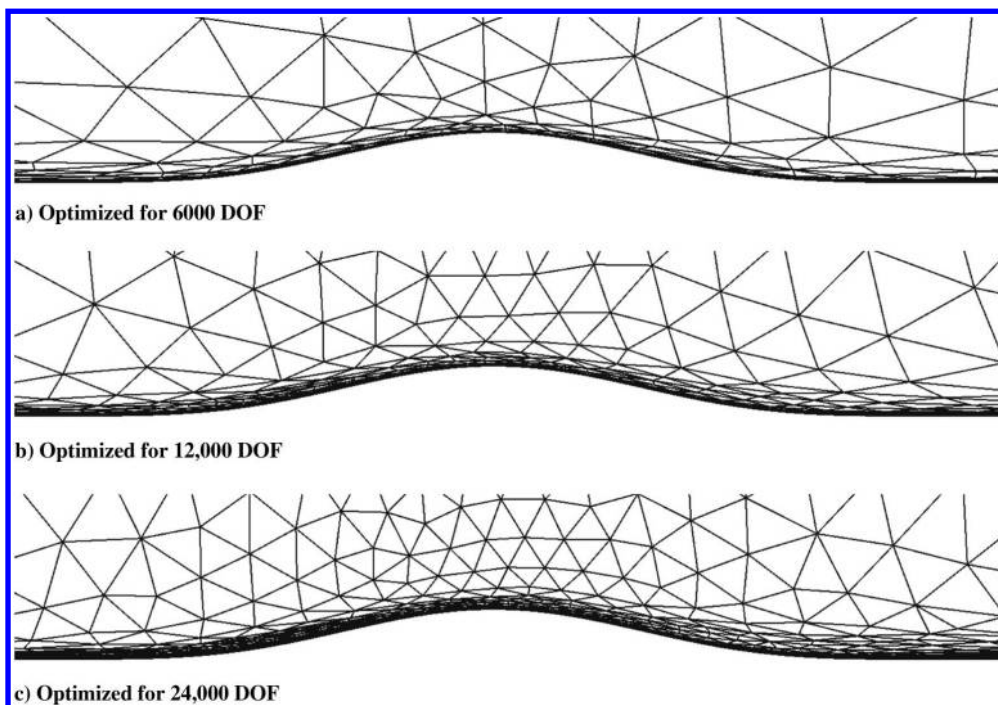 a) Optimized for 6000 DOF
b) Optimized for 12,000 DOF
c) Optimized for 24,000 DOF